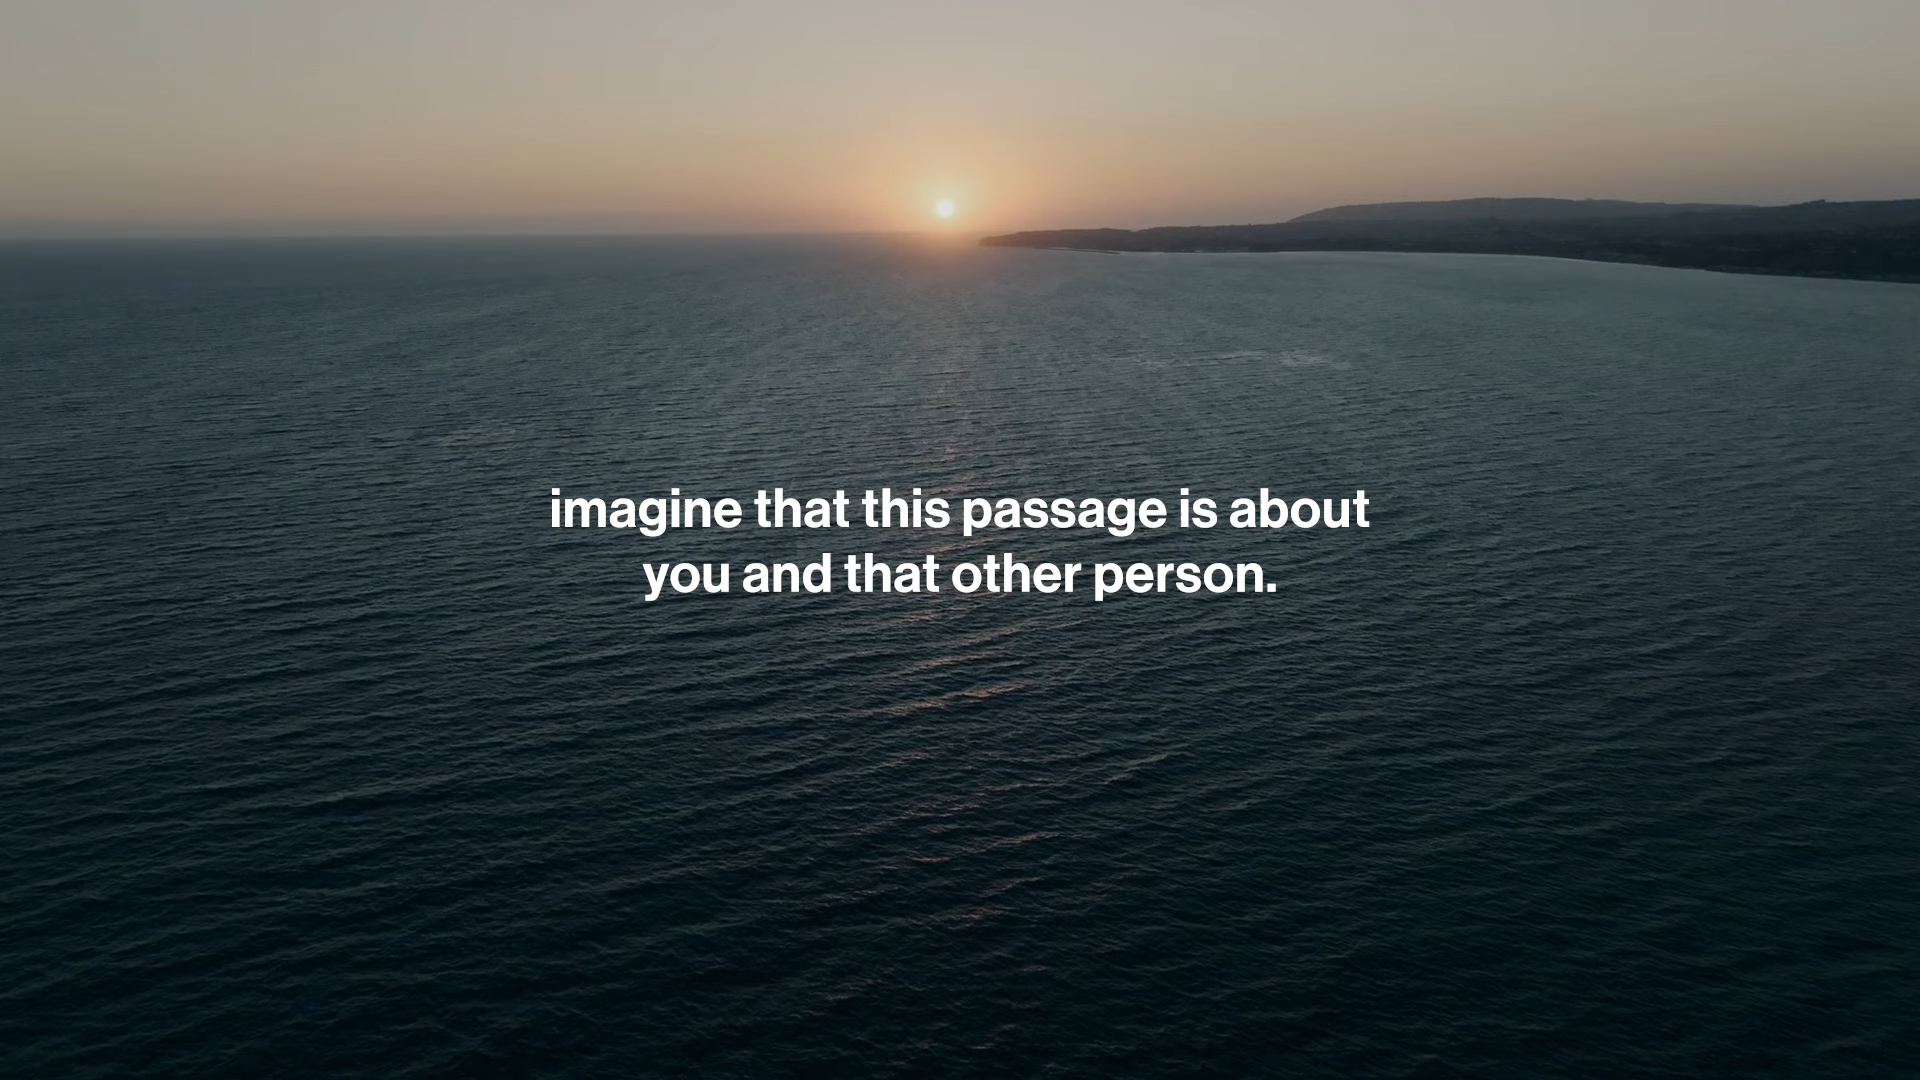 imagine that this passage is about
you and that other person.